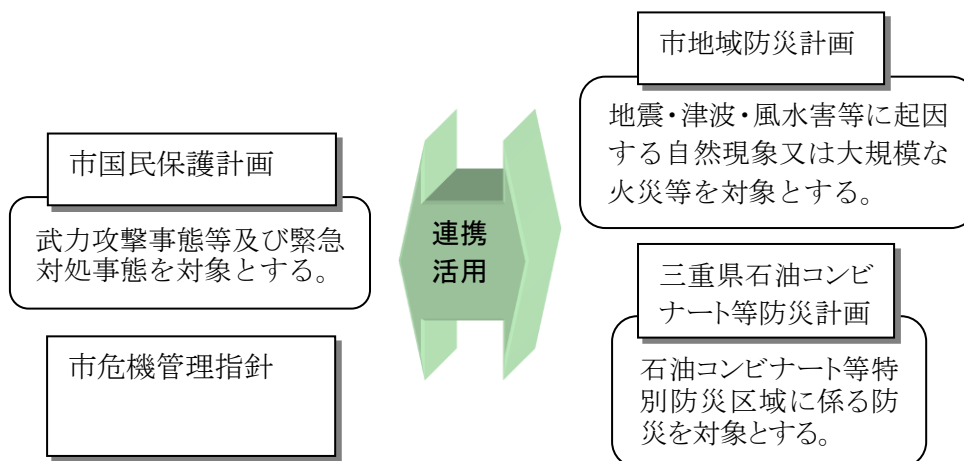 市国民保護計画
武力攻撃事態等及び緊急
対処事態を対象とする。
市危機管理指針
連携
活用
市地域防災計画
地震・津波・風水害等に起因
する自然現象又は大規模な
火災等を対象とする。
三重県石油コンビ
ナート等防災計画
石油コンビナート等特
別防災区域に係る防
災を対象とする。